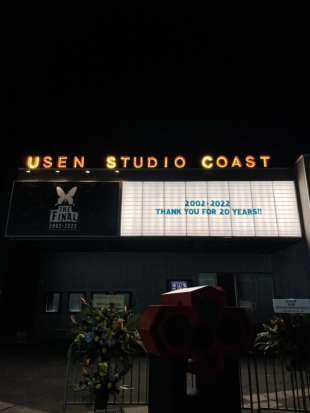 USEN STUDIO COAST
THE
FINAL
2002-2022
2002-2022
THANK YOU FOR 20 YEARS!!